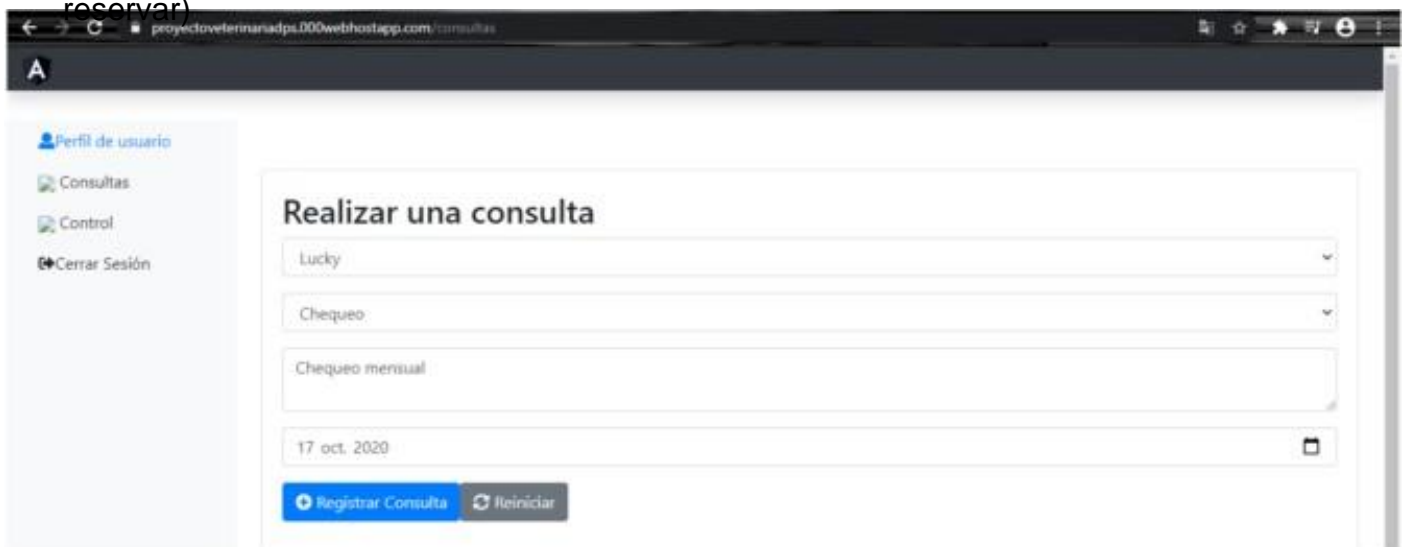 reservar)
proyectoveterinariadps.000webhostapp.com/consultas
Perfil de usuario
Consultas
Control
Cerrar Sesión
Realizar una consulta
Lucky
Chequeo
Chequeo mensual
17 oct. 2020
Registrar Consulta
Reiniciar